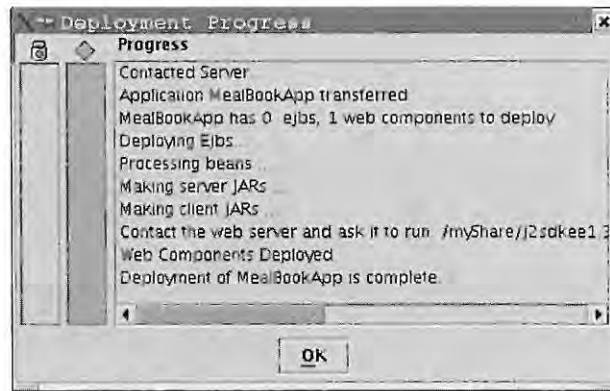 Deployment Progress
Progress
Contacted Server
Application MealBookApp transferred
MealBookApp has 0 ejbs, 1 web components to deploy
Deploying Ejbs...
Processing beans ...
Making server JARs ...
Making client JARs ...
Contact the web server and ask it to run /myShare/j2sdkee1.3
Web Components Deployed
Deployment of MealBookApp is complete.
OK